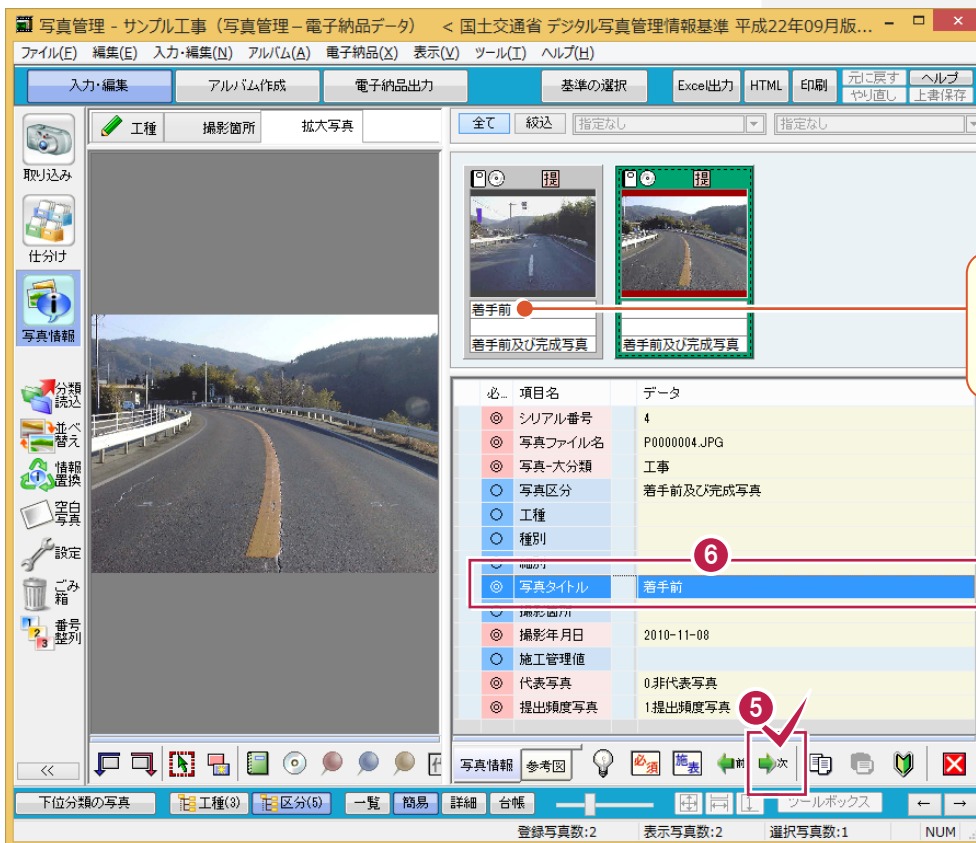 写真管理 - サンプル工事（写真管理－電子納品データ） < 国土交通省 デジタル写真管理情報基準 平成22年09月版...
ファイル(F) 編集(E) 入力・編集(N) アルバム(A) 電子納品(X) 表示(V) ツール(T) ヘルプ(H)
入力・編集 アルバム作成 電子納品出力 基準の選択 Excel出力 HTML 印刷 元に戻す ヘルプ
やり直し 上書保存
工種 撮影箇所 拡大写真 全て 絞込 指定なし 指定なし
取り込み
仕分け
写真情報
分類読込
並べ替え
情報置換
空白写真
設定
ごみ箱
番号整列
<<
提 提
着手前
着手前及び完成写真 着手前及び完成写真
必... 項目名 データ
◎ シリアル番号 4
◎ 写真ファイル名 P0000004.JPG
◎ 写真-大分類 工事
○ 写真区分 着手前及び完成写真
○ 工種
○ 種別
6
◎ 写真タイトル 着手前
◎ 撮影年月日 2010-11-08
○ 施工管理値
◎ 代表写真 0.非代表写真
◎ 提出頻度写真 1.提出頻度写真
5
写真情報 参考図 必須 施表 前 次
下位分類の写真 工種(3) 区分(5) 一覧 簡易 詳細 台帳 ツールボックス ← →
登録写真数:2 表示写真数:2 選択写真数:1 NUM